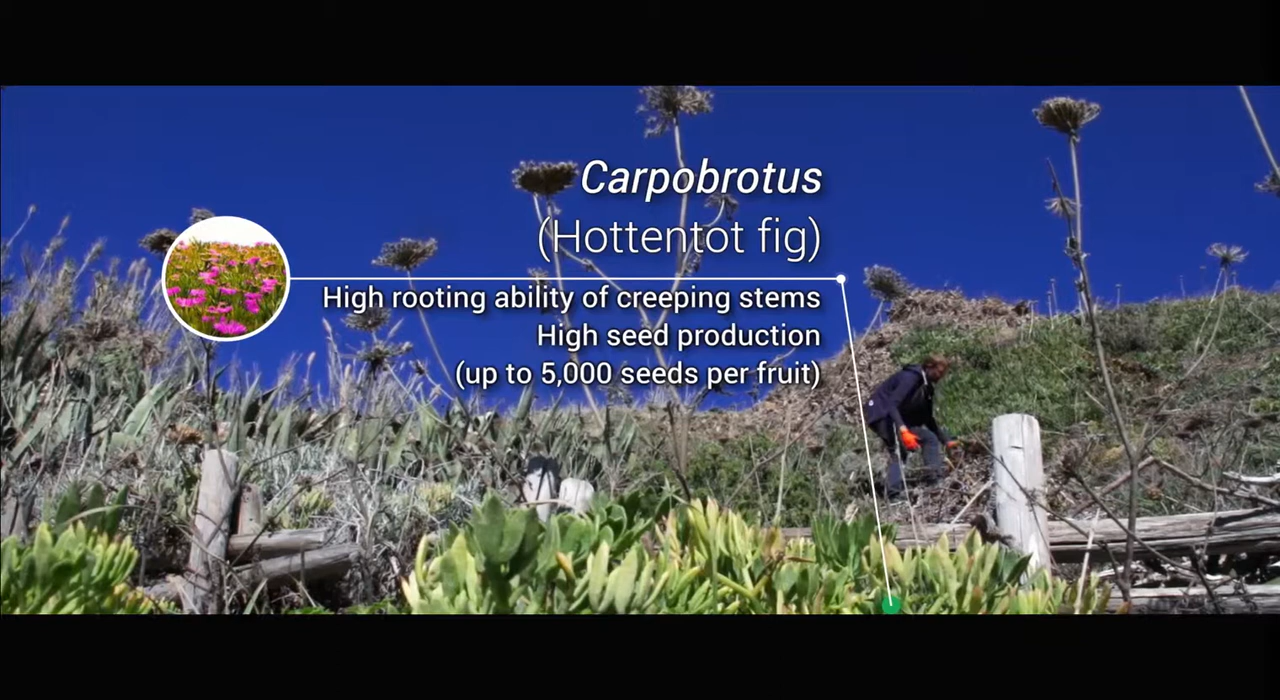 Carpobrotus
(Hottentot fig)
High rooting ability of creeping stems
High seed production
(up to 5,000 seeds per fruit)